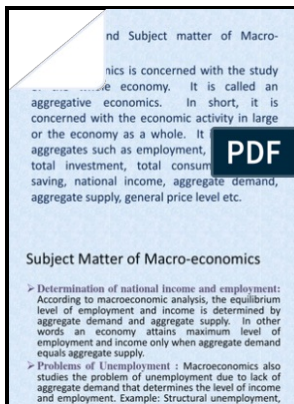 nd Subject matter of Macro-
mics is concerned with the study
economy. It is called an
aggregative economics. In short, it is
concerned with the economic activity in large
or the economy as a whole. It
aggregates such as employment,
PDF
total investment, total consum
saving, national income, aggregate demand,
aggregate supply, general price level etc.
Subject Matter of Macro-economics
➢ Determination of national income and employment:
According to macroeconomic analysis, the equilibrium
level of employment and income is determined by
aggregate demand and aggregate supply. In other
words an economy attains maximum level of
employment and income only when aggregate demand
equals aggregate supply.
➢ Problems of Unemployment : Macroeconomics also
studies the problem of unemployment due to lack of
aggregate demand that determines the level of income
and employment. Example: Structural unemployment,